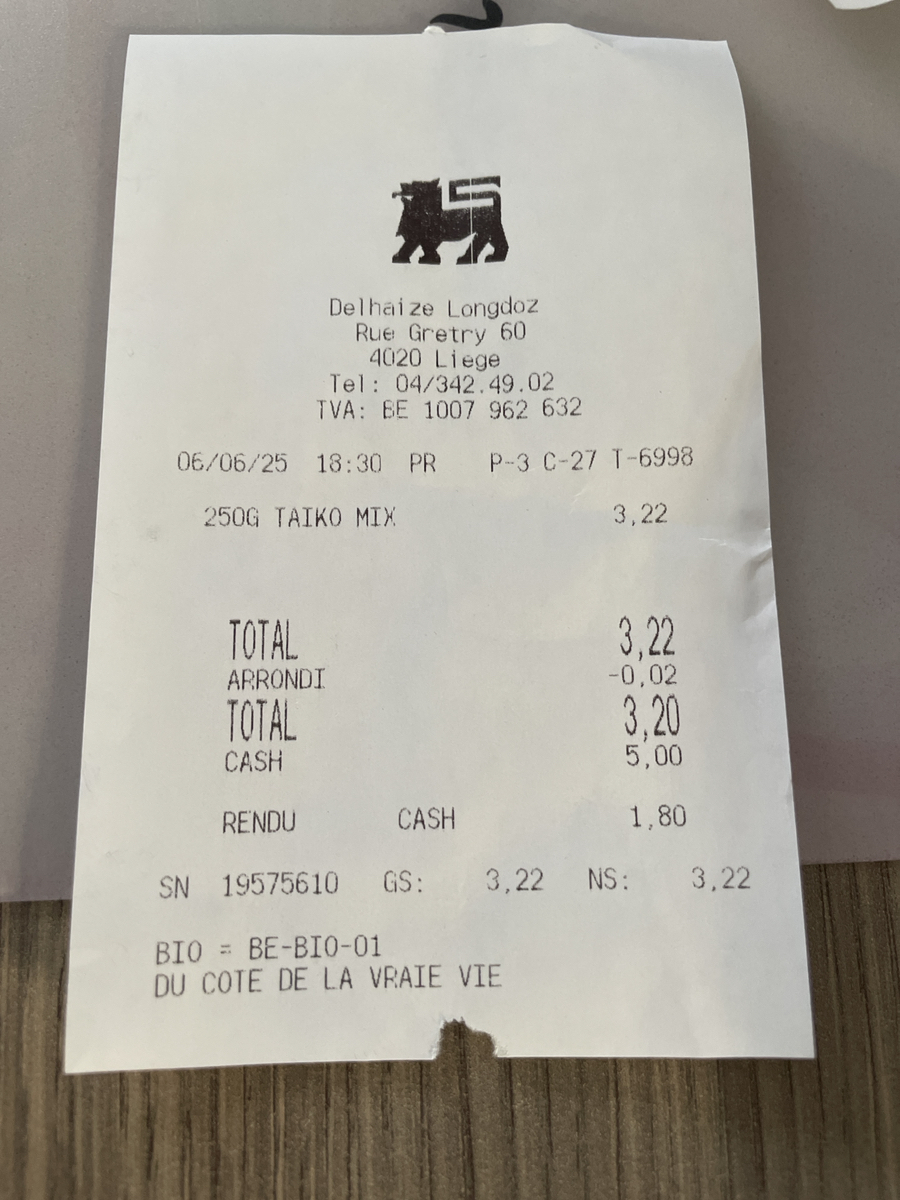 Delhaize Longdoz
Rue Gretry 60
4020 Liege
Tel: 04/342.49.02
TVA: BE 1007 962 632
06/06/25 18:30 PR P-3 C-27 T-6998
250G TAIKO MIX 3,22
TOTAL 3,22
ARRONDI -0,02
TOTAL 3,20
CASH 5,00
RENDU CASH 1,80
SN 19575610 GS: 3,22 NS: 3,22
BIO = BE-BIO-01
DU COTE DE LA VRAIE VIE